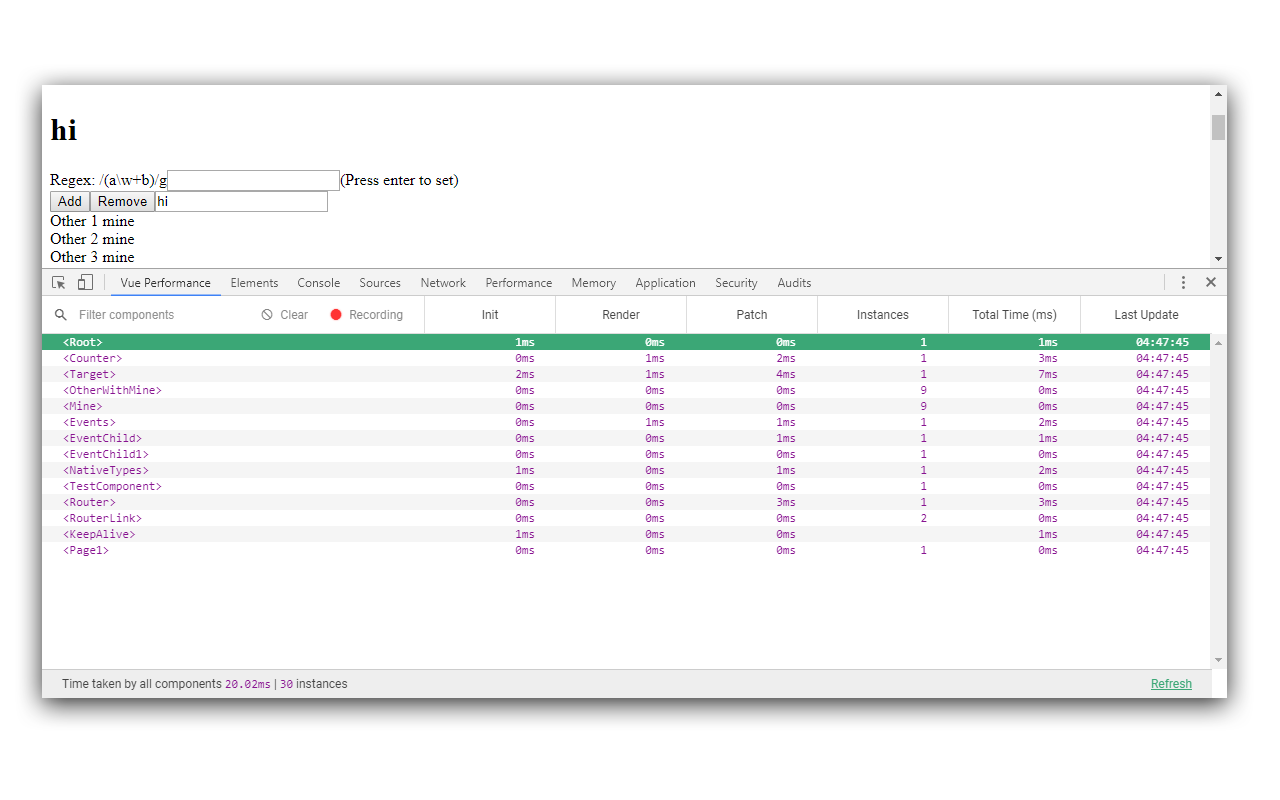 hi
Regex: /(a\w+b)/g (Press enter to set)
Add Remove hi
Other 1 mine
Other 2 mine
Other 3 mine
Vue Performance Elements Console Sources Network Performance Memory Application Security Audits
Filter components Clear Recording Init Render Patch Instances Total Time (ms) Last Update
<Root> 1ms 0ms 0ms 1 1ms 04:47:45
<Counter> 0ms 1ms 2ms 1 3ms 04:47:45
<Target> 2ms 1ms 4ms 1 7ms 04:47:45
<OtherWithMine> 0ms 0ms 0ms 9 0ms 04:47:45
<Mine> 0ms 0ms 0ms 9 0ms 04:47:45
<Events> 0ms 1ms 1ms 1 2ms 04:47:45
<EventChild> 0ms 0ms 1ms 1 1ms 04:47:45
<EventChild1> 0ms 0ms 0ms 1 0ms 04:47:45
<NativeTypes> 1ms 0ms 1ms 1 2ms 04:47:45
<TestComponent> 0ms 0ms 0ms 1 0ms 04:47:45
<Router> 0ms 0ms 3ms 1 3ms 04:47:45
<RouterLink> 0ms 0ms 0ms 2 0ms 04:47:45
<KeepAlive> 1ms 0ms 0ms 1ms 04:47:45
<Page1> 0ms 0ms 0ms 1 0ms 04:47:45
Time taken by all components 20.02ms | 30 instances Refresh